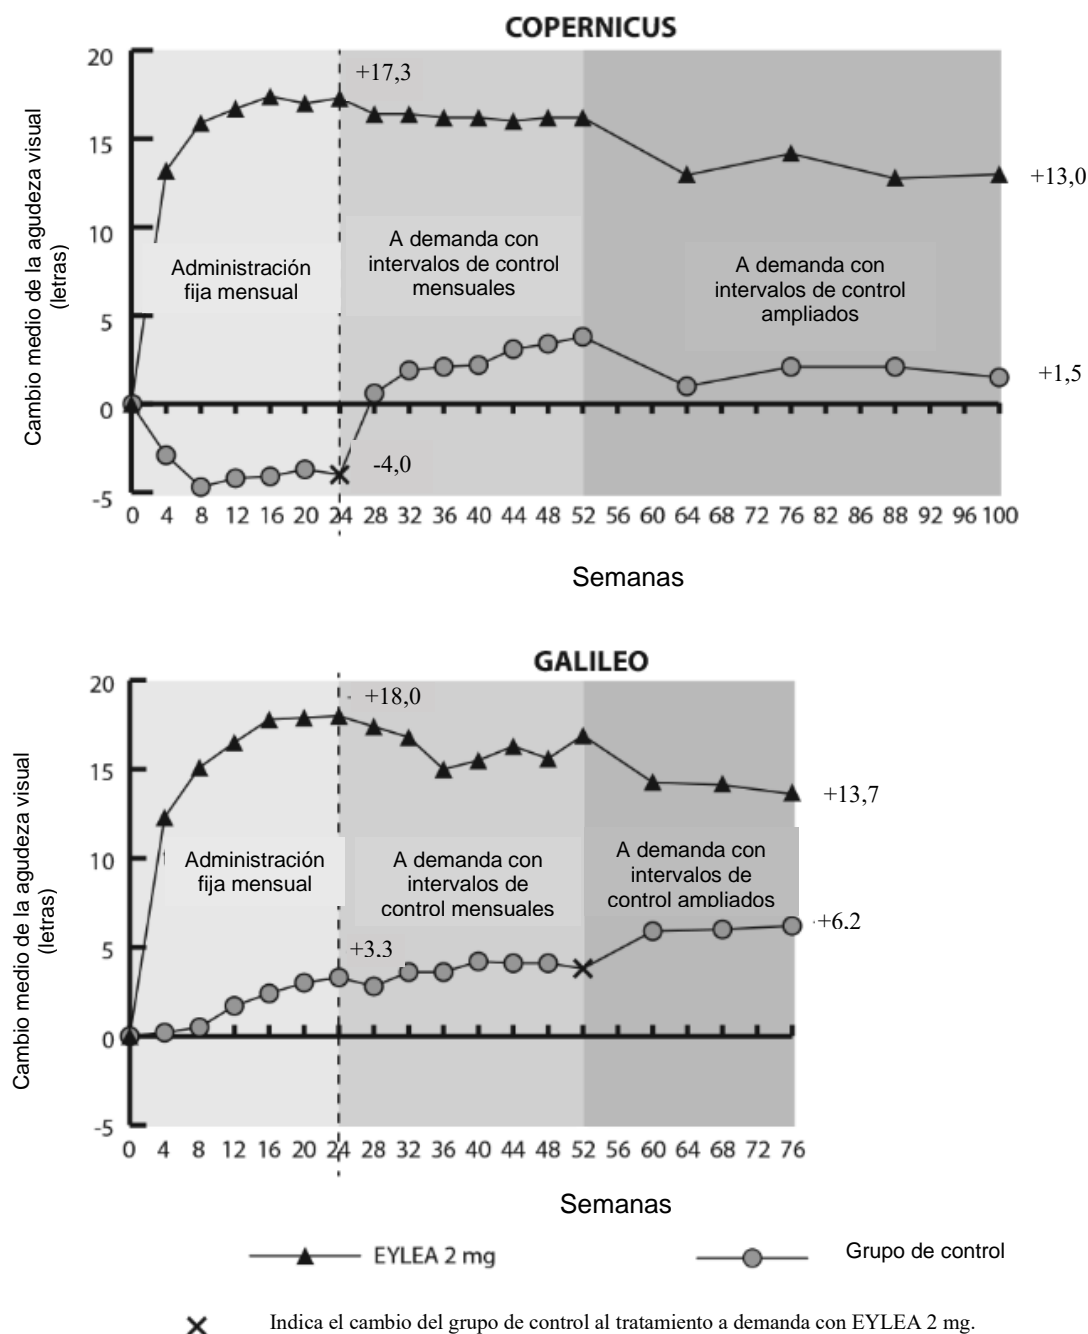 COPERNICUS
Cambio medio de la agudeza visual
(letras)
20
15
10
5
0
-5
+17,3
+13,0
Administración
fija mensual
A demanda con
intervalos de control
mensuales
A demanda con
intervalos de control
ampliados
+1,5
-4,0
0 4 8 12 16 20 24 28 32 36 40 44 48 52 56 60 64 68 72 76 82 86 88 92 96 100
Semanas
GALILEO
Cambio medio de la agudeza visual
(letras)
20
15
10
5
0
-5
+18,0
+13,7
Administración
fija mensual
A demanda con
intervalos de
control mensuales
A demanda con
intervalos de
control ampliados
+3.3
+6.2
0 4 8 12 16 20 24 28 32 36 40 44 48 52 56 60 64 68 72 76
Semanas
EYLEA 2 mg
Grupo de control
Indica el cambio del grupo de control al tratamiento a demanda con EYLEA 2 mg.